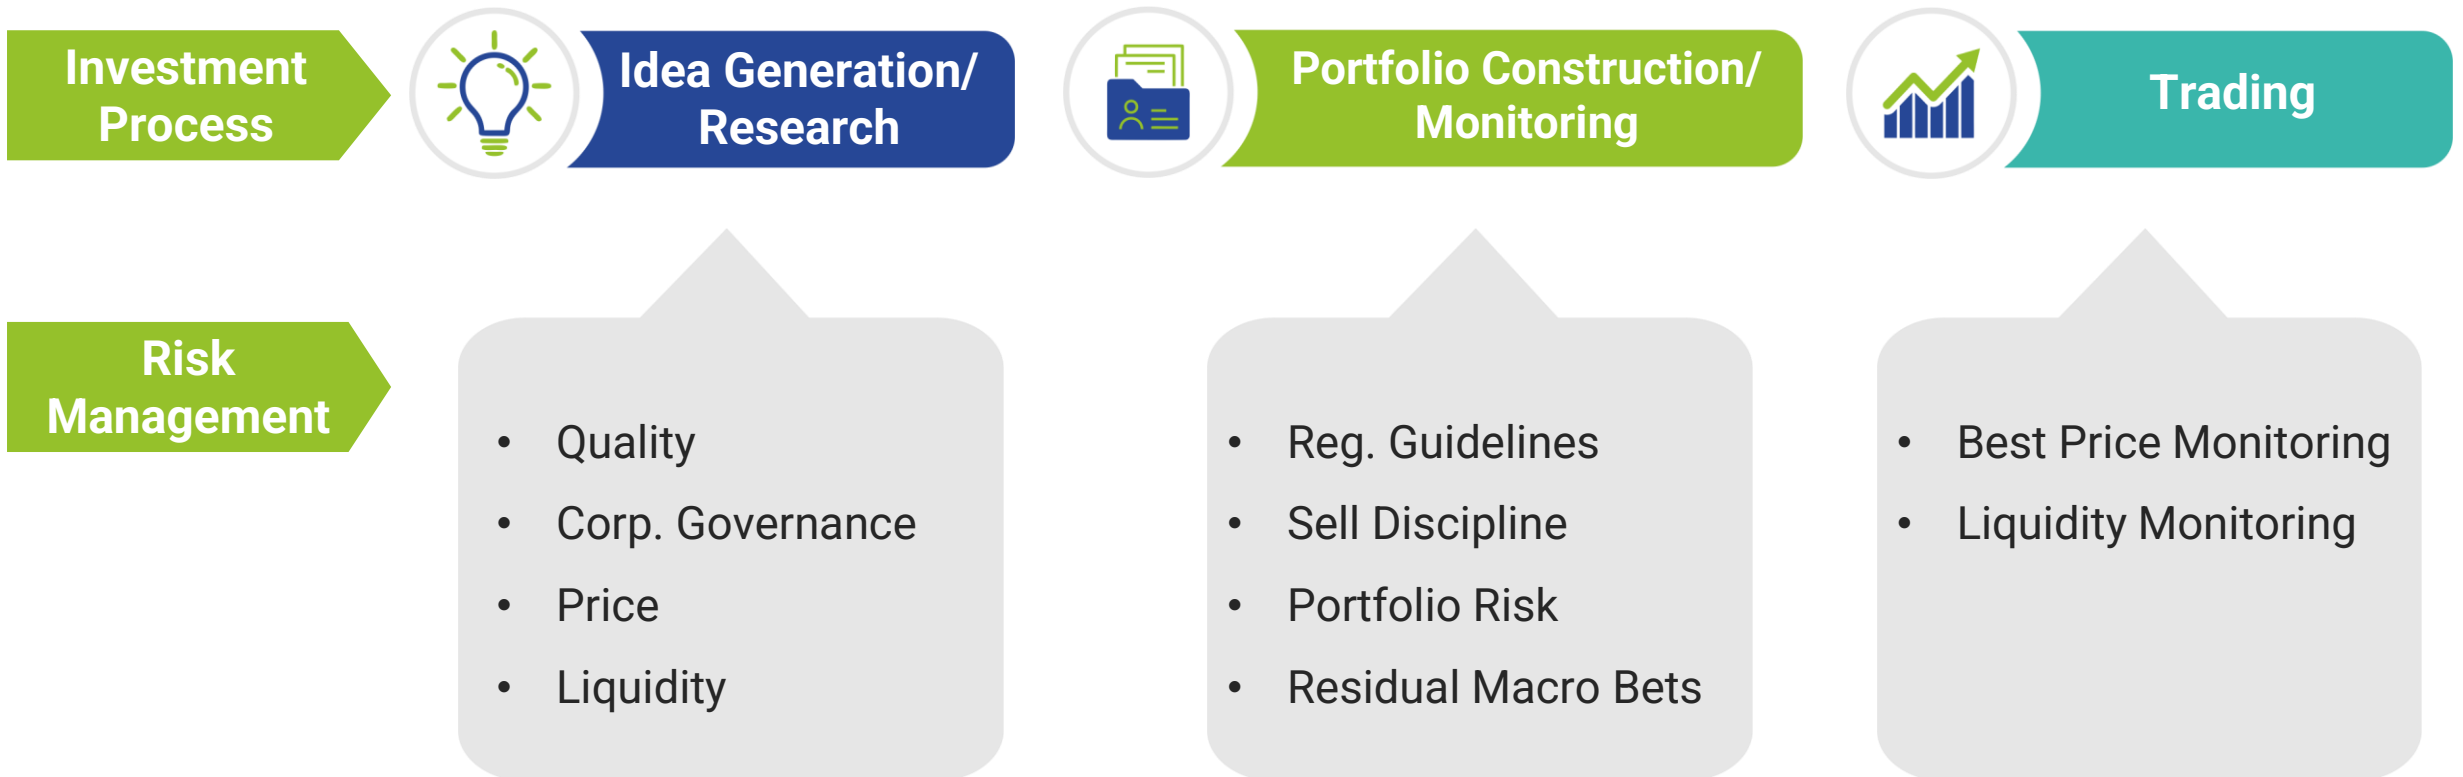 Investment
Process
Idea Generation/
Research
Portfolio Construction/
Monitoring
Trading
Risk
Management
• Quality
• Corp. Governance
• Price
• Liquidity
• Reg. Guidelines
• Sell Discipline
• Portfolio Risk
• Residual Macro Bets
• Best Price Monitoring
• Liquidity Monitoring